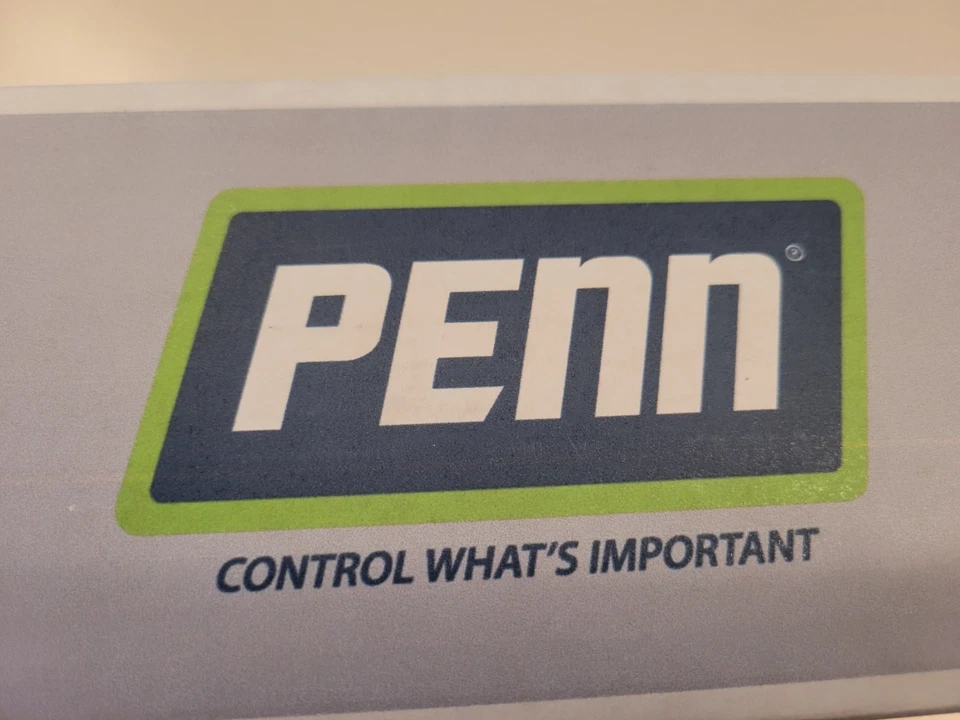 PENN®
CONTROL WHAT'S IMPORTANT